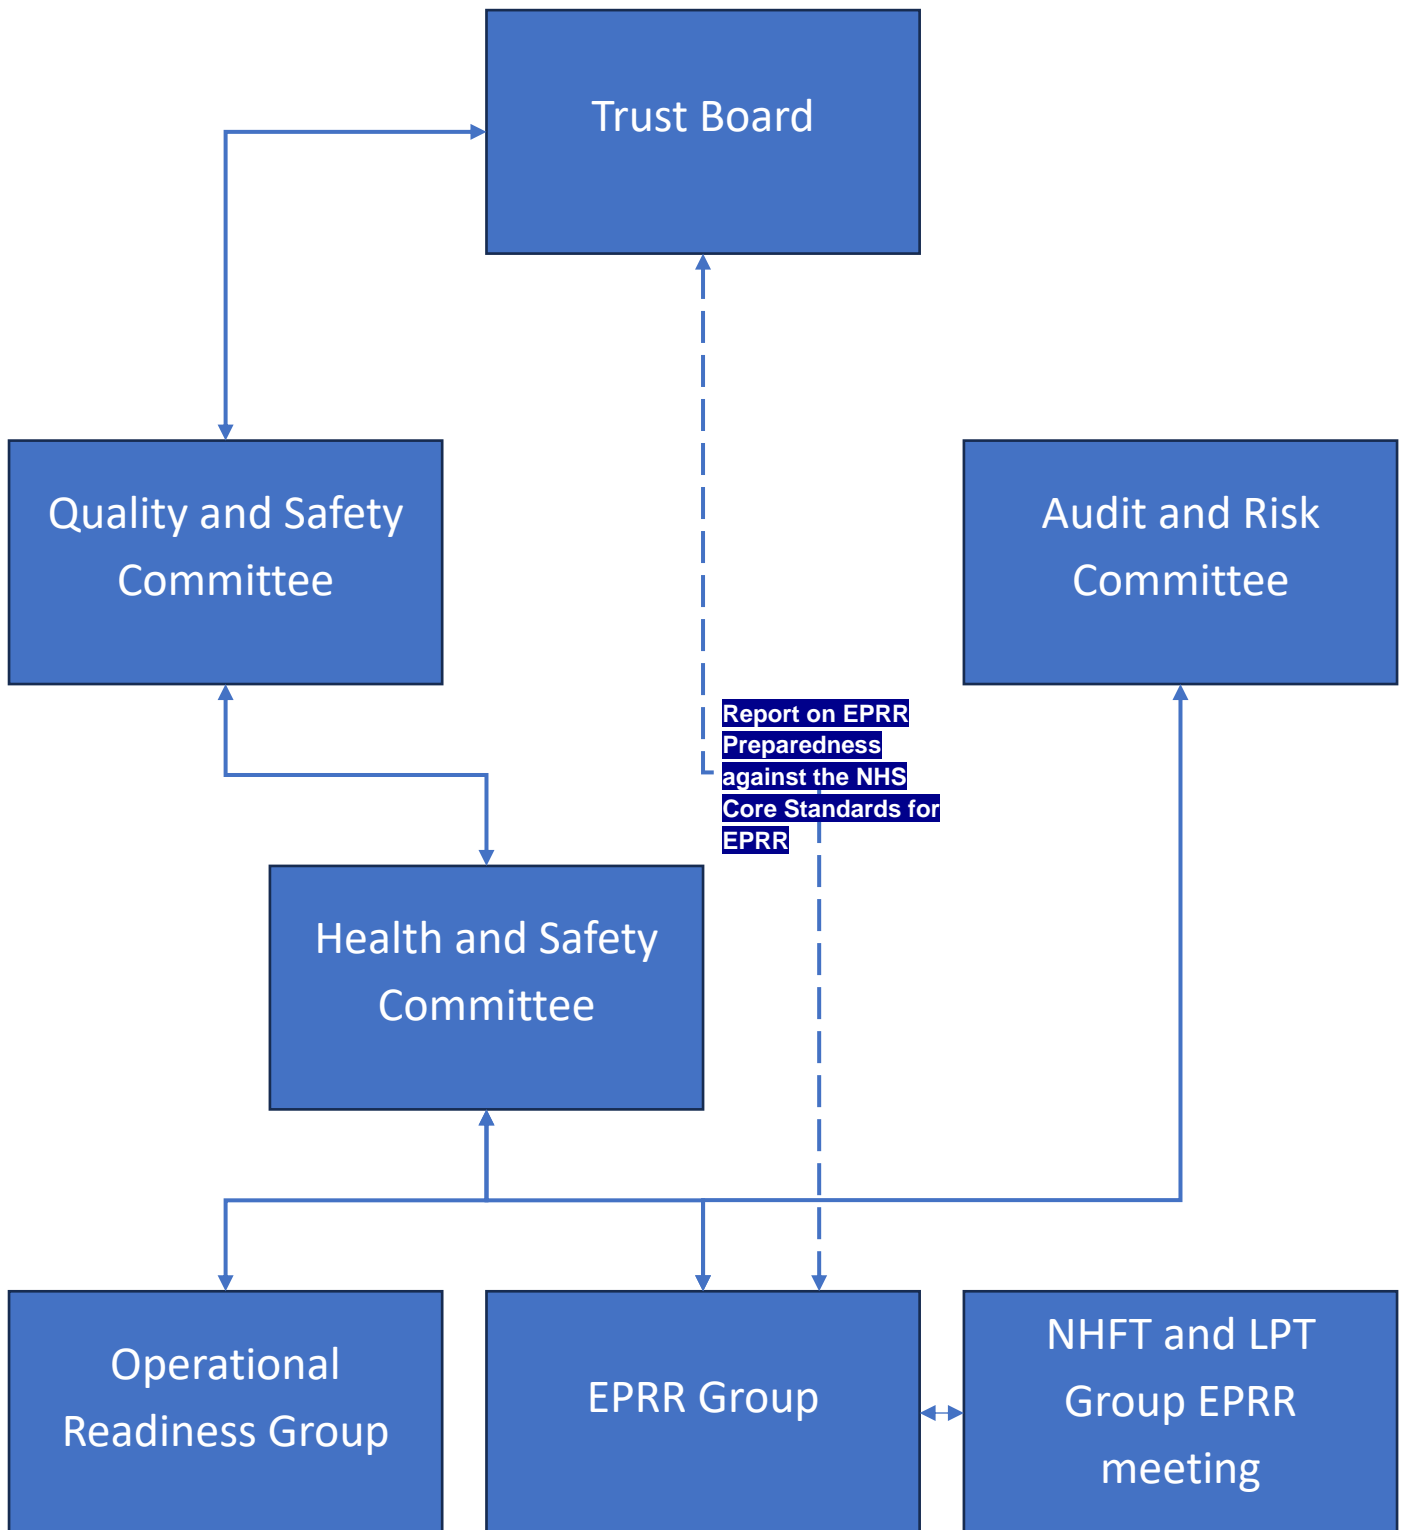 Trust Board
Quality and Safety
Committee
Audit and Risk
Committee
Report on EPRR
Preparedness
against the NHS
Core Standards for
EPRR
Health and Safety
Committee
Operational
Readiness Group
EPRR Group
NHFT and LPT
Group EPRR
meeting